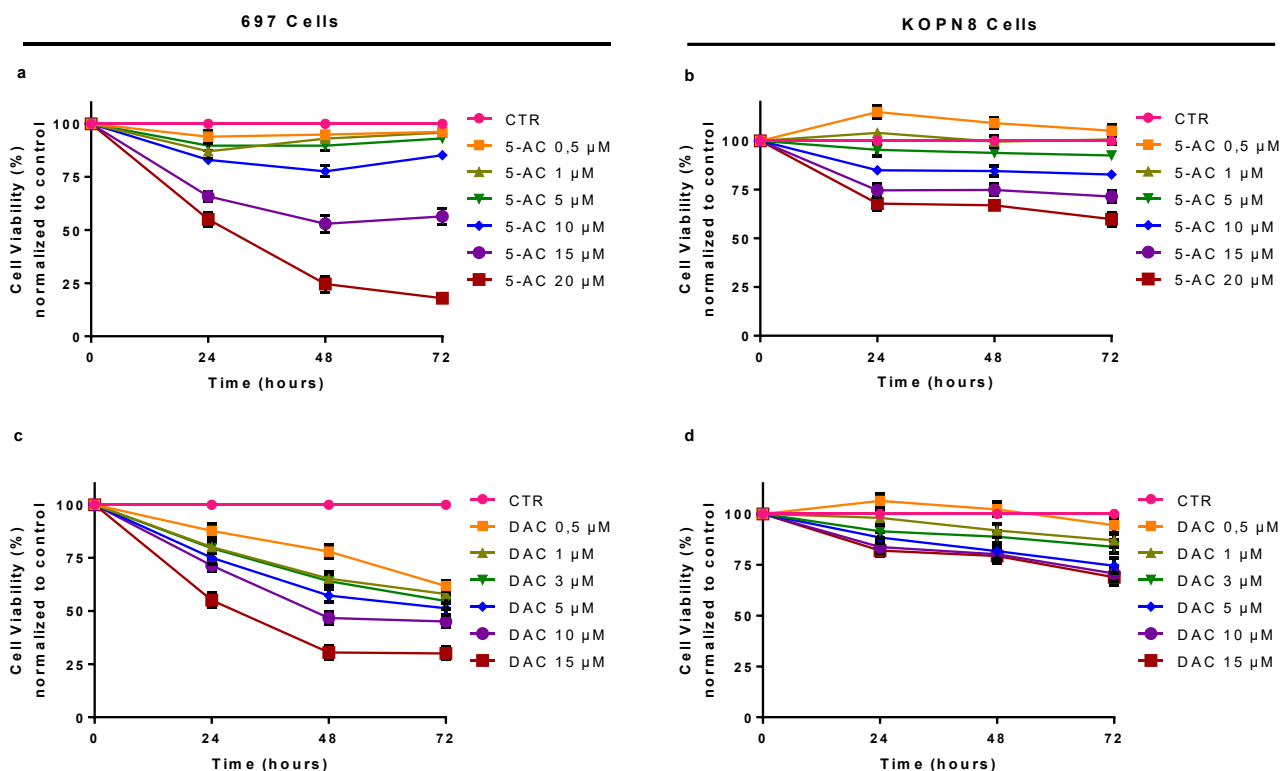 697 Cells
KOPN8 Cells
a
Cell Viability (%)
normalized to control
100
75
50
25
0
0
24
48
72
Time (hours)
CTR
5-AC 0,5 µM
5-AC 1 µM
5-AC 5 µM
5-AC 10 µM
5-AC 15 µM
5-AC 20 µM
b
Cell Viability (%)
normalized to control
100
75
50
25
0
0
24
48
72
Time (hours)
CTR
5-AC 0,5 µM
5-AC 1 µM
5-AC 5 µM
5-AC 10 µM
5-AC 15 µM
5-AC 20 µM
c
Cell Viability (%)
normalized to control
100
75
50
25
0
0
24
48
72
Time (hours)
CTR
DAC 0,5 µM
DAC 1 µM
DAC 3 µM
DAC 5 µM
DAC 10 µM
DAC 15 µM
d
Cell Viability (%)
normalized to control
100
75
50
25
0
0
24
48
72
Time (hours)
CTR
DAC 0,5 µM
DAC 1 µM
DAC 3 µM
DAC 5 µM
DAC 10 µM
DAC 15 µM